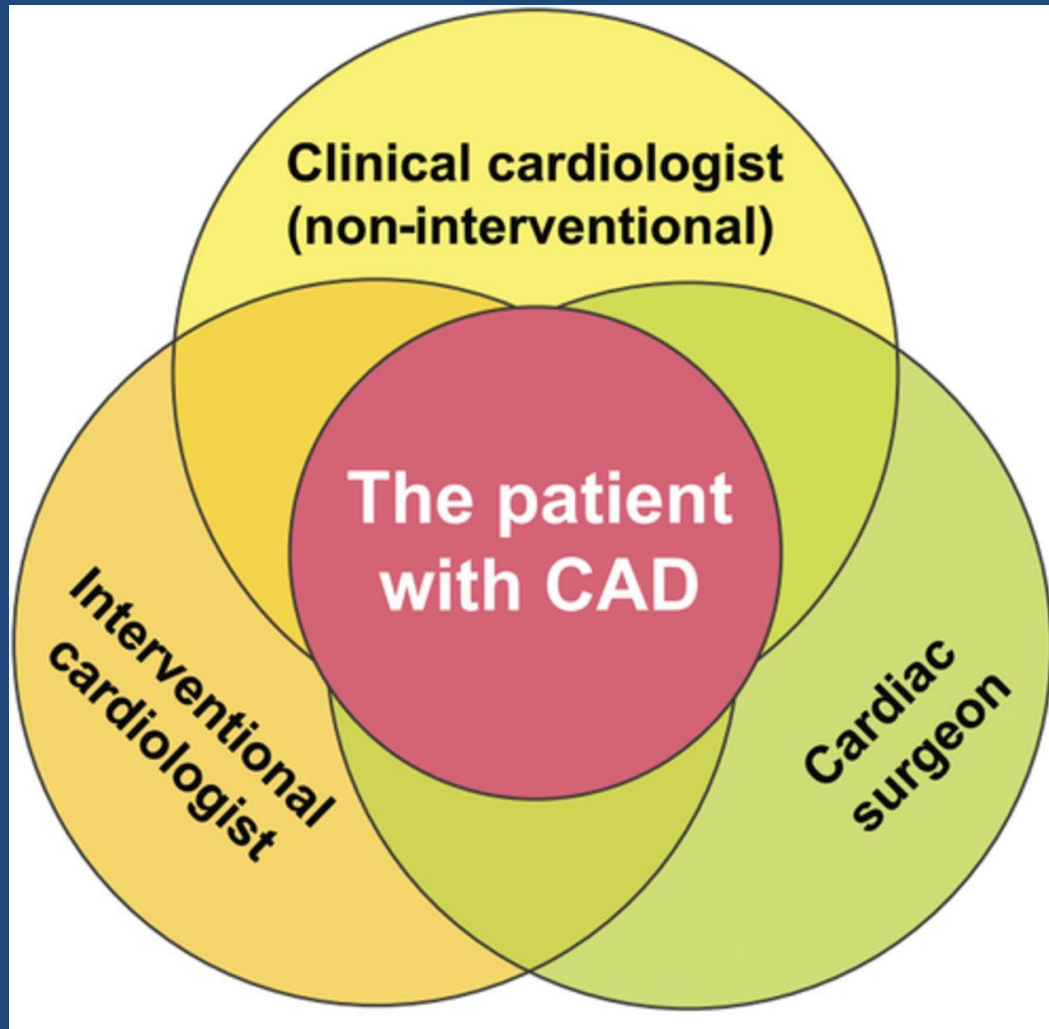 Clinical cardiologist
(non-interventional)
The patient
with CAD
Interventional
cardiologist
Cardiac
surgeon